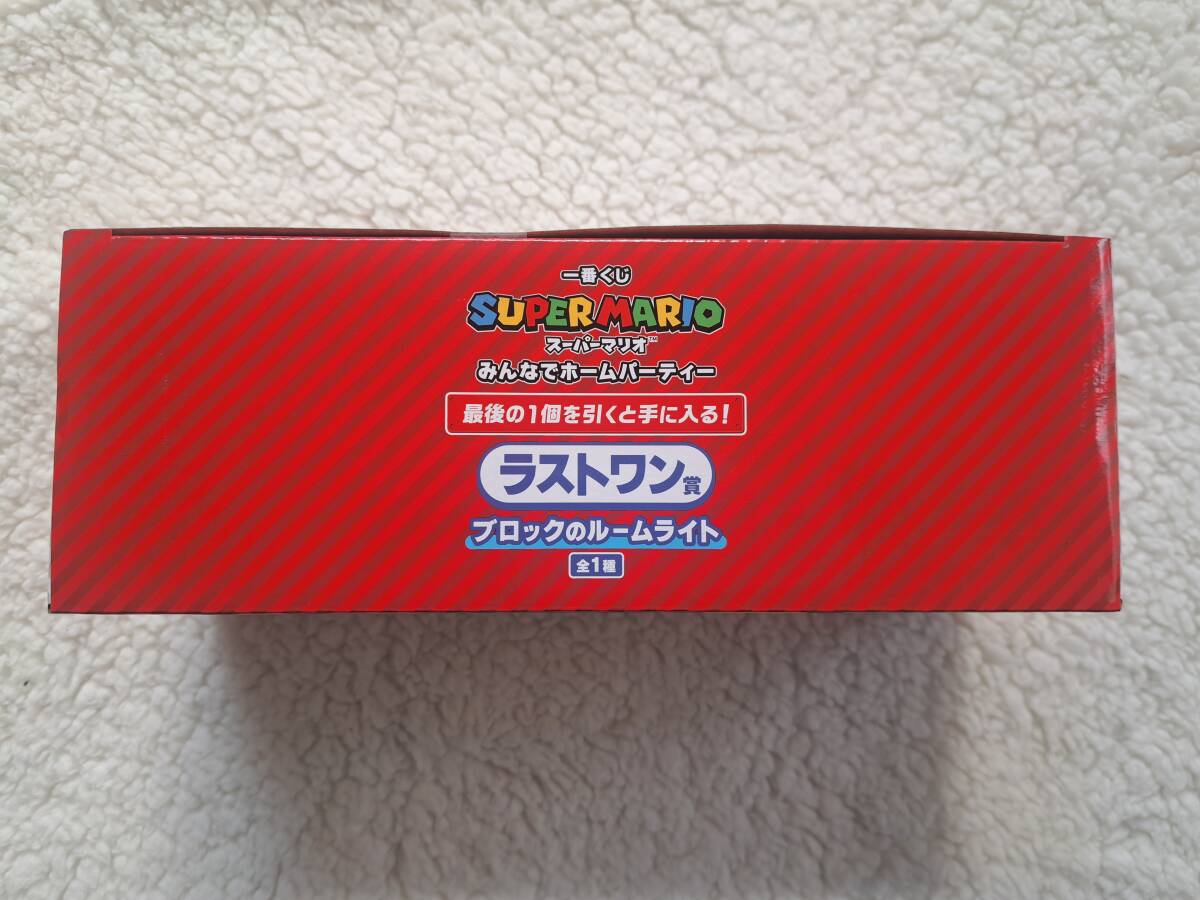 一番くじ
SUPER MARIO
スーパーマリオ™
みんなでホームパーティー
最後の1個を引くと手に入る!
ラストワン賞
ブロックのルームライト
全1種